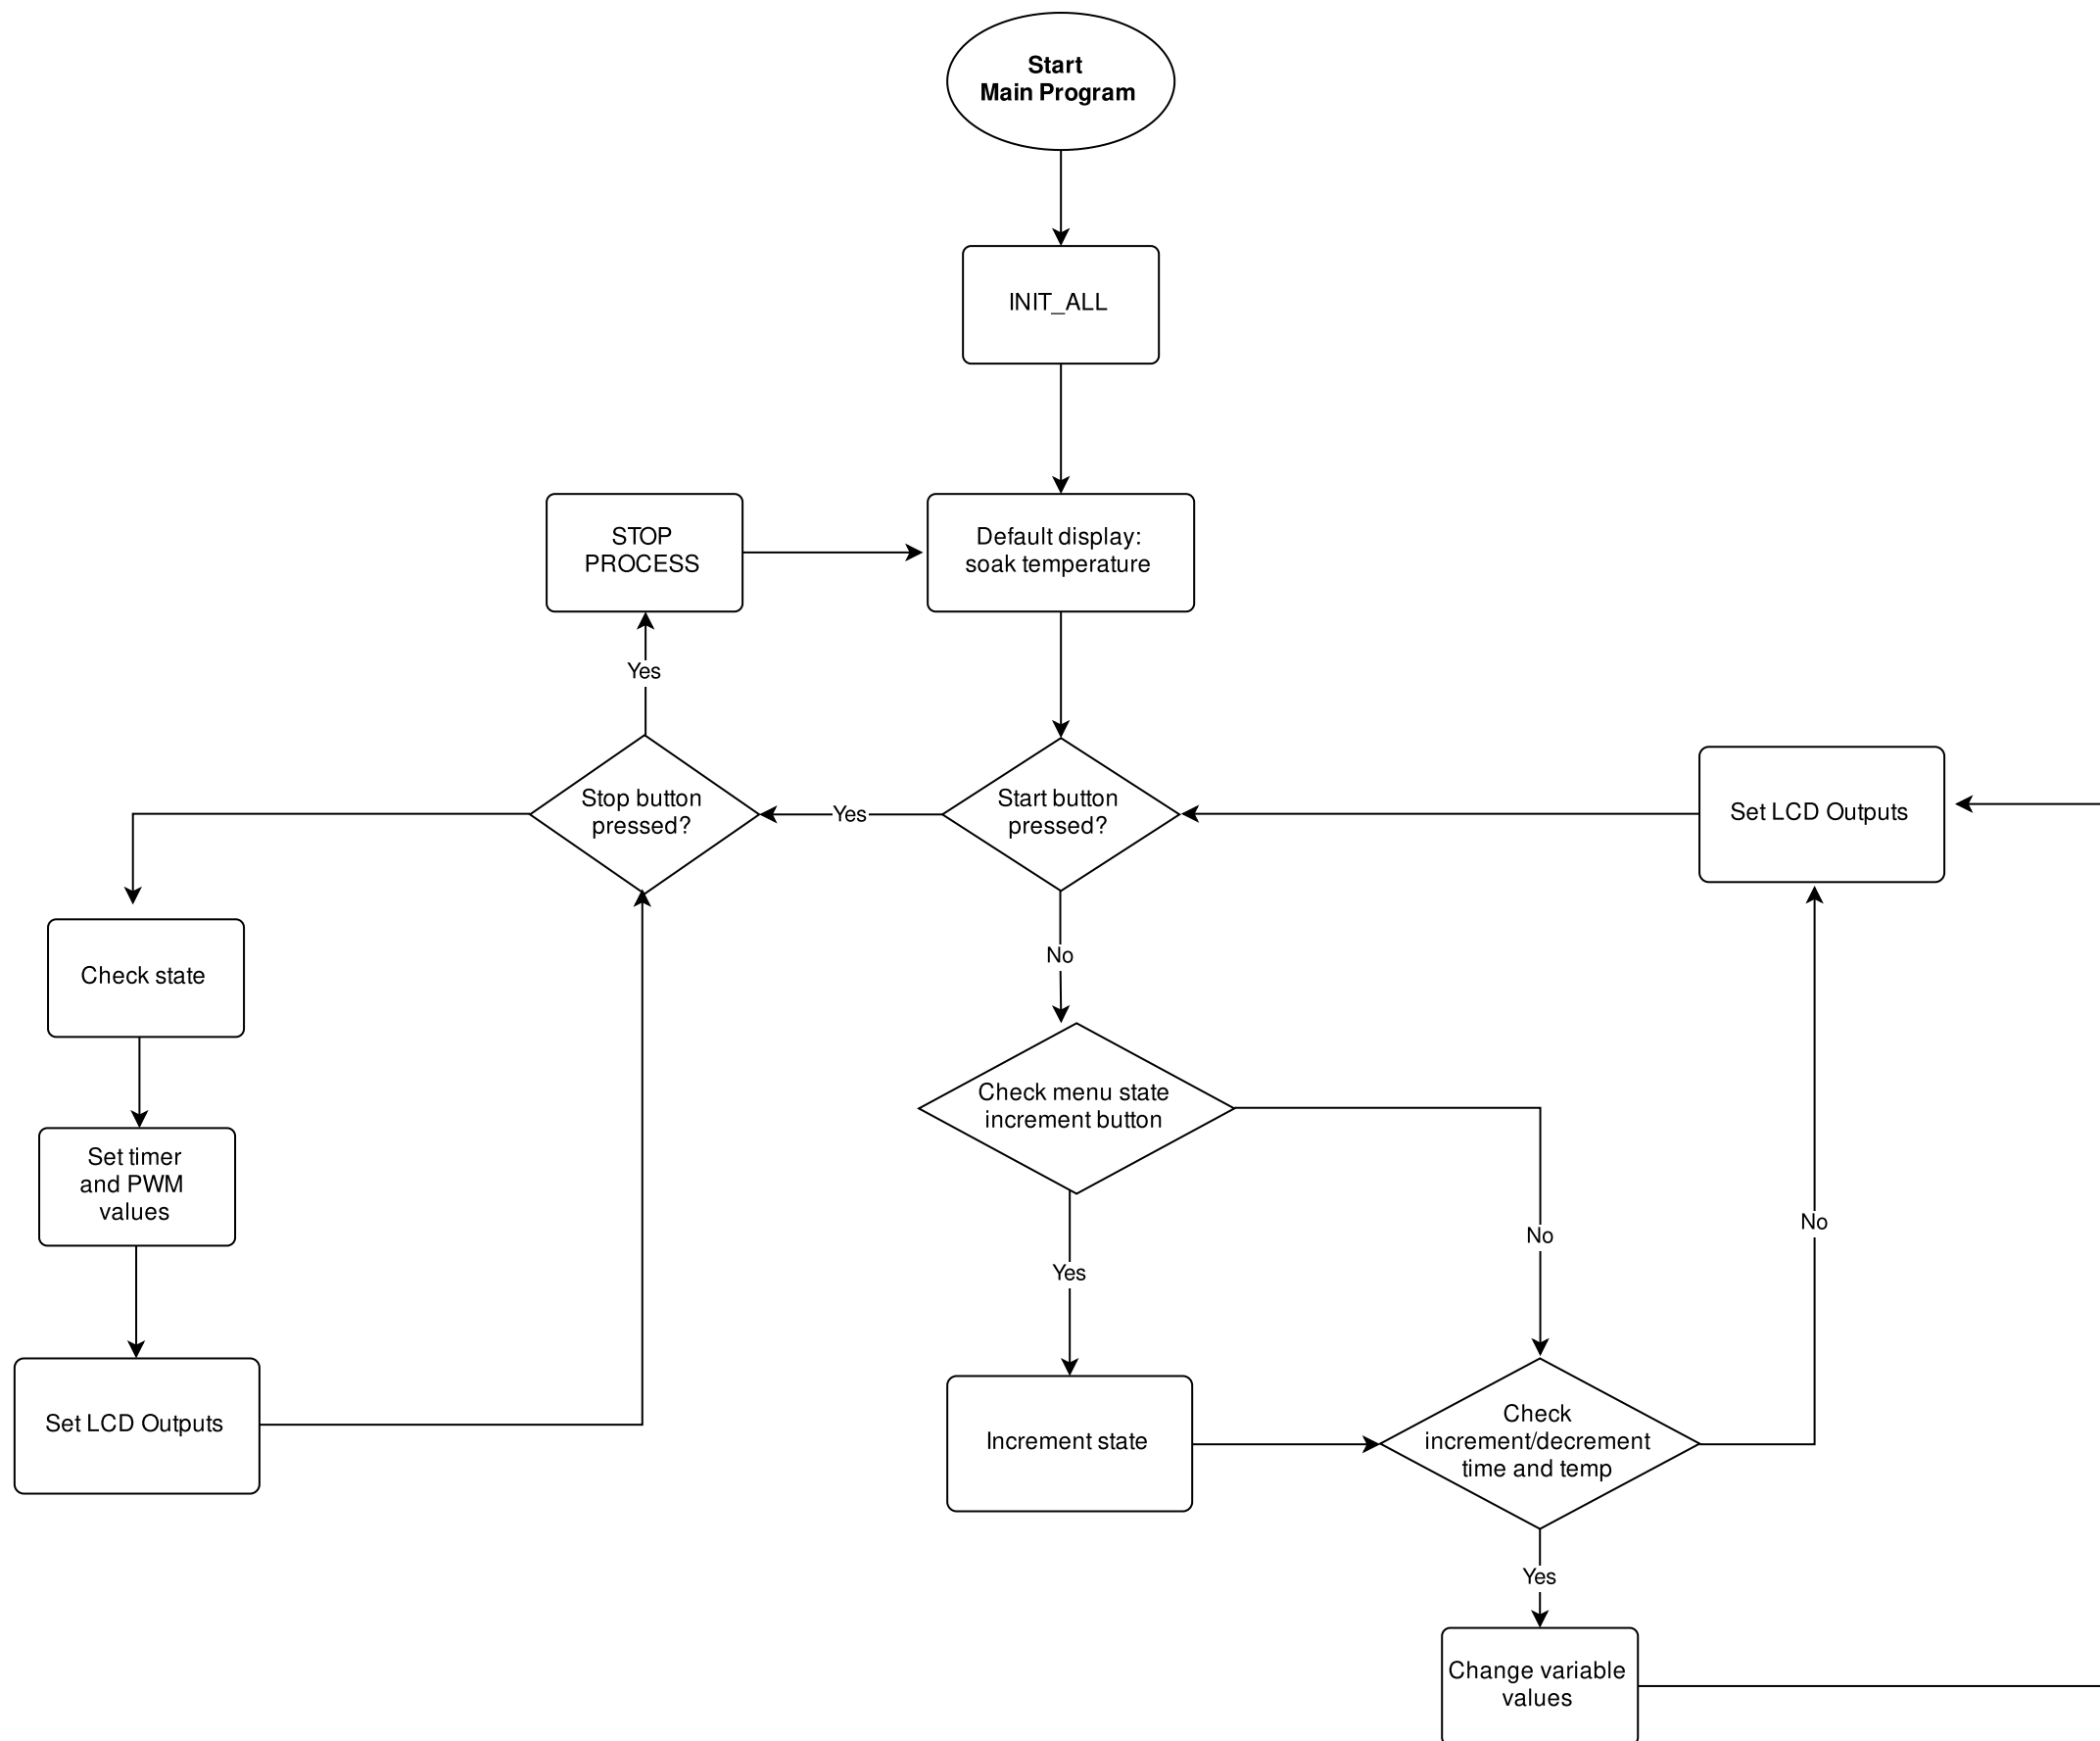 Start
Main Program
INIT_ALL
STOP
PROCESS
Default display:
soak temperature
Yes
Stop button
pressed?
Yes
Start button
pressed?
Set LCD Outputs
No
Check state
Check menu state
increment button
Set timer
and PWM
values
No
No
Yes
Set LCD Outputs
Increment state
Check
increment/decrement
time and temp
Yes
Change variable
values